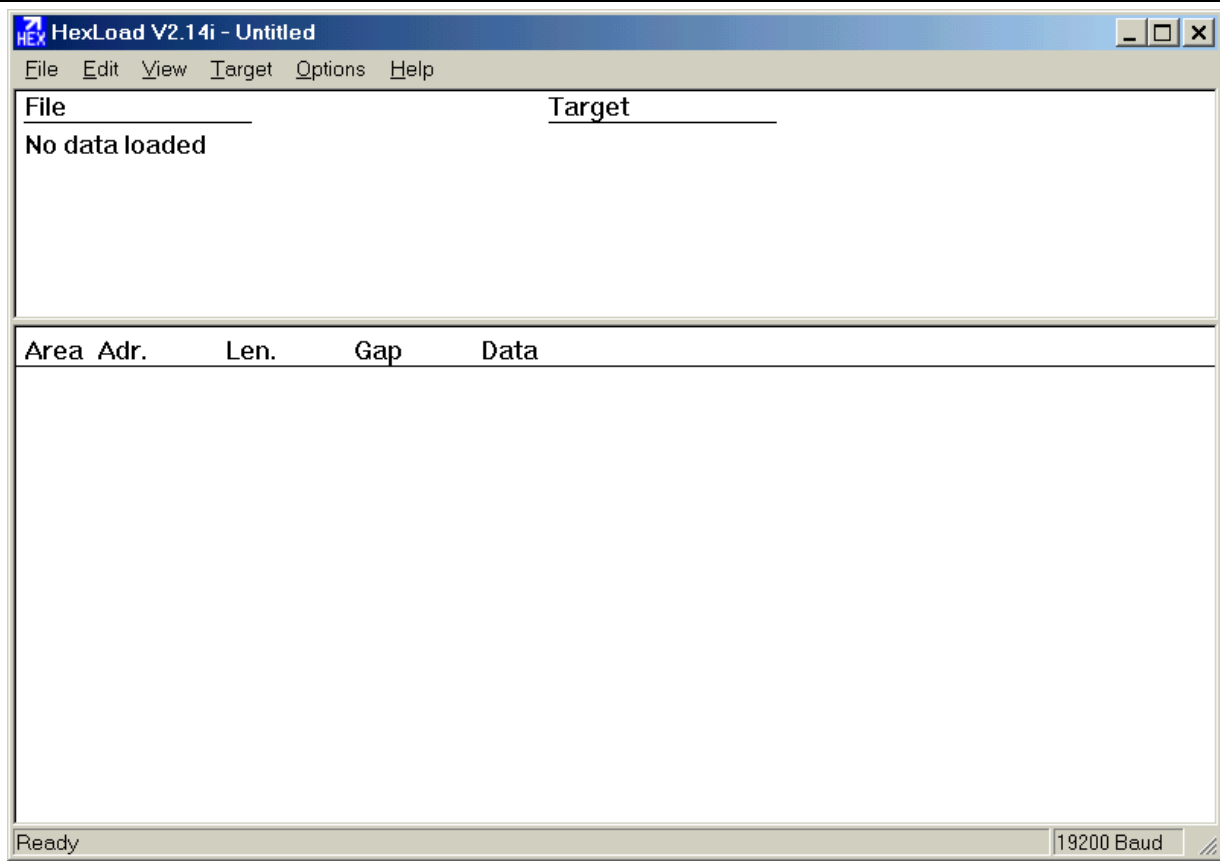 HEX HexLoad V2.14i - Untitled
File Edit View Target Options Help
File Target
No data loaded
Area Adr. Len. Gap Data
Ready 19200 Baud